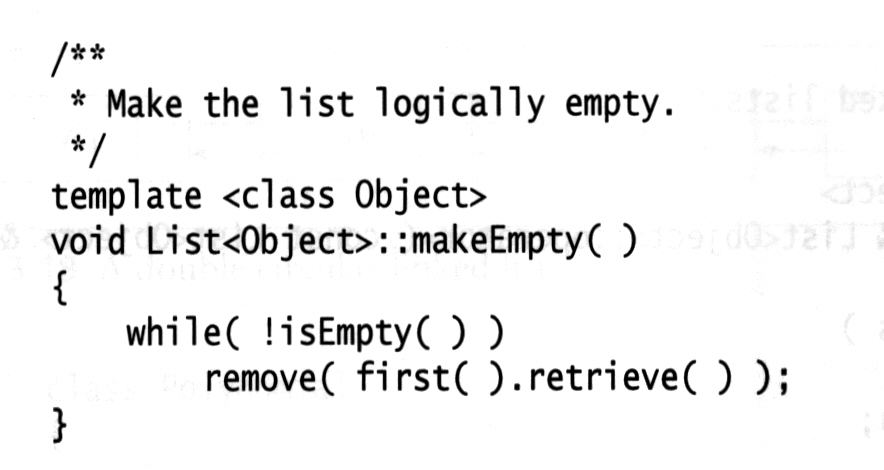 /**
 * Make the list logically empty.
 */
template <class Object>
void List<Object>::makeEmpty( )
{
    while( !isEmpty( ) )
        remove( first( ).retrieve( ) );
}